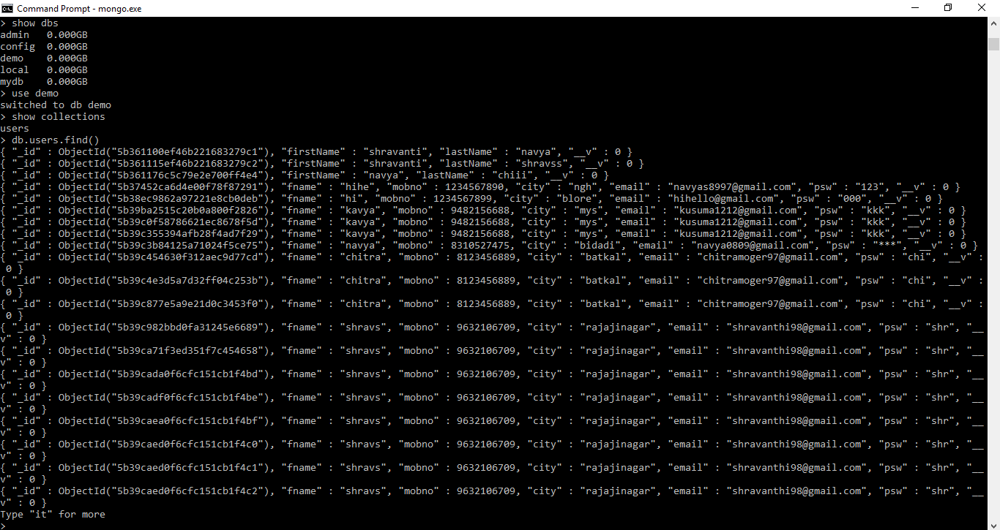 Command Prompt - mongo.exe
> show dbs
admin   0.000GB
config  0.000GB
demo    0.000GB
local   0.000GB
mydb    0.000GB
> use demo
switched to db demo
> show collections
users
> db.users.find()
{ "_id" : ObjectId("5b361100ef46b221683279c1"), "firstName" : "shravanti", "lastName" : "navya", "__v" : 0 }
{ "_id" : ObjectId("5b361115ef46b221683279c2"), "firstName" : "shravanti", "lastName" : "shravss", "__v" : 0 }
{ "_id" : ObjectId("5b361176c5c79e2e700ff4e4"), "firstName" : "navya", "lastName" : "chiii", "__v" : 0 }
{ "_id" : ObjectId("5b37452ca6d4e00f78f87291"), "fname" : "hihe", "mobno" : 1234567890, "city" : "ngh", "email" : "navyas8997@gmail.com", "psw" : "123", "__v" : 0 }
{ "_id" : ObjectId("5b38ec9862a97221e8cb0deb"), "fname" : "hi", "mobno" : 1234567899, "city" : "blore", "email" : "hihello@gmail.com", "psw" : "000", "__v" : 0 }
{ "_id" : ObjectId("5b39ba2515c20b0a800f2826"), "fname" : "kavya", "mobno" : 9482156688, "city" : "mys", "email" : "kusuma1212@gmail.com", "psw" : "kkk", "__v" : 0 }
{ "_id" : ObjectId("5b39c0f58786621ec8678f5d"), "fname" : "kavya", "mobno" : 9482156688, "city" : "mys", "email" : "kusuma1212@gmail.com", "psw" : "kkk", "__v" : 0 }
{ "_id" : ObjectId("5b39c355394afb28f4ad7f29"), "fname" : "kavya", "mobno" : 9482156688, "city" : "mys", "email" : "kusuma1212@gmail.com", "psw" : "kkk", "__v" : 0 }
{ "_id" : ObjectId("5b39c3b84125a71024f5ce75"), "fname" : "navya", "mobno" : 8310527475, "city" : "bidadi", "email" : "navya0809@gmail.com", "psw" : "***", "__v" : 0 }
{ "_id" : ObjectId("5b39c454630f312aec9d77cd"), "fname" : "chitra", "mobno" : 8123456889, "city" : "batkal", "email" : "chitramoger97@gmail.com", "psw" : "chi", "__v" :
 0 }
{ "_id" : ObjectId("5b39c4e3d5a7d32ff04c253b"), "fname" : "chitra", "mobno" : 8123456889, "city" : "batkal", "email" : "chitramoger97@gmail.com", "psw" : "chi", "__v" :
 0 }
{ "_id" : ObjectId("5b39c877e5a9e21d0c3453f0"), "fname" : "chitra", "mobno" : 8123456889, "city" : "batkal", "email" : "chitramoger97@gmail.com", "psw" : "chi", "__v" :
 0 }
{ "_id" : ObjectId("5b39c982bbd0fa31245e6689"), "fname" : "shravs", "mobno" : 9632106709, "city" : "rajajinagar", "email" : "shravanthi98@gmail.com", "psw" : "shr", "__
v" : 0 }
{ "_id" : ObjectId("5b39ca71f3ed351f7c454658"), "fname" : "shravs", "mobno" : 9632106709, "city" : "rajajinagar", "email" : "shravanthi98@gmail.com", "psw" : "shr", "__
v" : 0 }
{ "_id" : ObjectId("5b39cada0f6cfc151cb1f4bd"), "fname" : "shravs", "mobno" : 9632106709, "city" : "rajajinagar", "email" : "shravanthi98@gmail.com", "psw" : "shr", "__
v" : 0 }
{ "_id" : ObjectId("5b39cadf0f6cfc151cb1f4be"), "fname" : "shravs", "mobno" : 9632106709, "city" : "rajajinagar", "email" : "shravanthi98@gmail.com", "psw" : "shr", "__
v" : 0 }
{ "_id" : ObjectId("5b39caea0f6cfc151cb1f4bf"), "fname" : "shravs", "mobno" : 9632106709, "city" : "rajajinagar", "email" : "shravanthi98@gmail.com", "psw" : "shr", "__
v" : 0 }
{ "_id" : ObjectId("5b39caed0f6cfc151cb1f4c0"), "fname" : "shravs", "mobno" : 9632106709, "city" : "rajajinagar", "email" : "shravanthi98@gmail.com", "psw" : "shr", "__
v" : 0 }
{ "_id" : ObjectId("5b39caed0f6cfc151cb1f4c1"), "fname" : "shravs", "mobno" : 9632106709, "city" : "rajajinagar", "email" : "shravanthi98@gmail.com", "psw" : "shr", "__
v" : 0 }
{ "_id" : ObjectId("5b39caed0f6cfc151cb1f4c2"), "fname" : "shravs", "mobno" : 9632106709, "city" : "rajajinagar", "email" : "shravanthi98@gmail.com", "psw" : "shr", "__
v" : 0 }
Type "it" for more
>